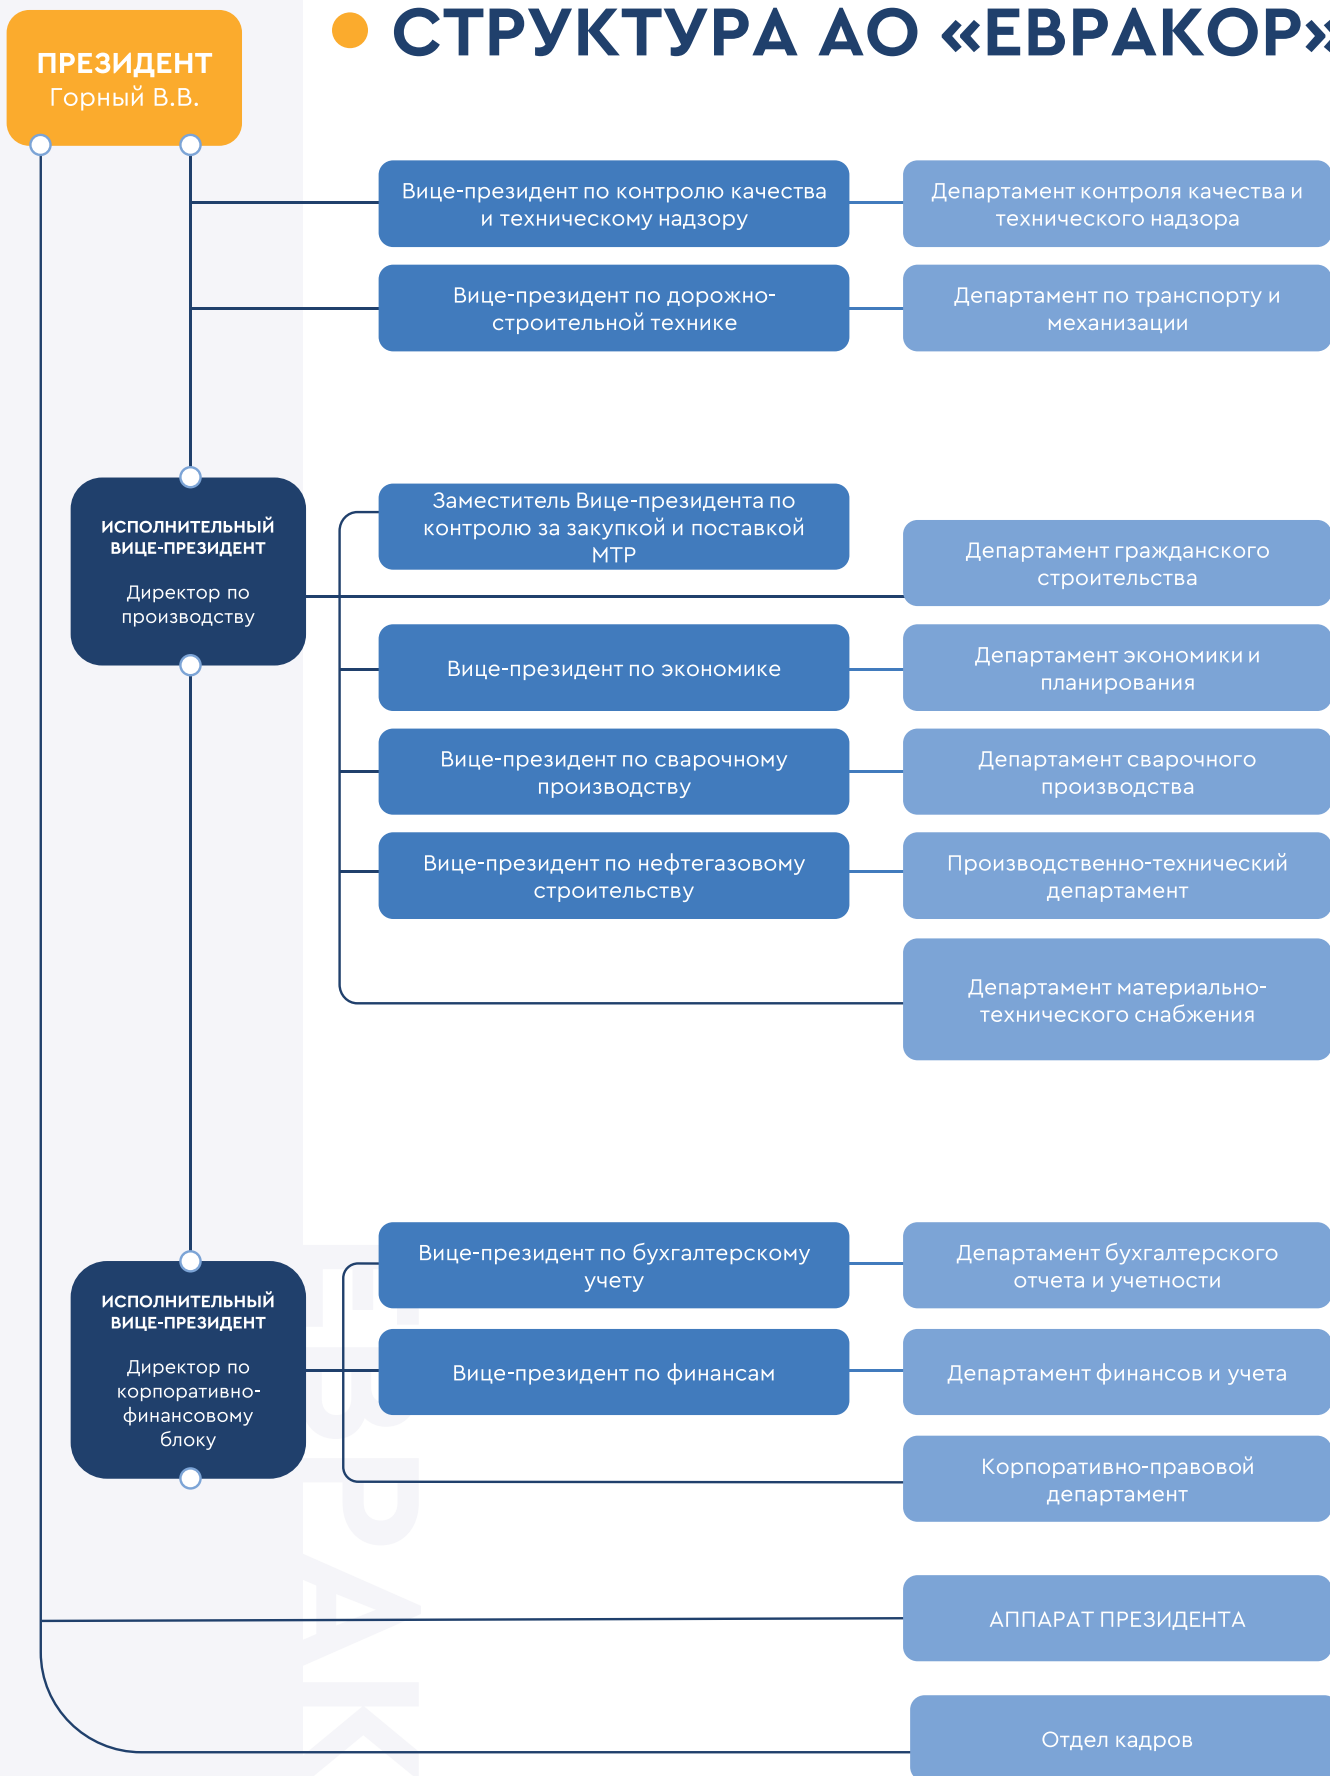 СТРУКТУРА АО «ЕВРАКОР»
ПРЕЗИДЕНТ
Горный В.В.
Вице-президент по контролю качества
и техническому надзору
Департамент контроля качества и
технического надзора
Вице-президент по дорожно-
строительной технике
Департамент по транспорту и
механизации
ИСПОЛНИТЕЛЬНЫЙ
ВИЦЕ-ПРЕЗИДЕНТ
Директор по
производству
Заместитель Вице-президента по
контролю за закупкой и поставкой
МТР
Департамент гражданского
строительства
Вице-президент по экономике
Департамент экономики и
планирования
Вице-президент по сварочному
производству
Департамент сварочного
производства
Вице-президент по нефтегазовому
строительству
Производственно-технический
департамент
Департамент материально-
технического снабжения
ИСПОЛНИТЕЛЬНЫЙ
ВИЦЕ-ПРЕЗИДЕНТ
Директор по
корпоративно-
финансовому
блоку
Вице-президент по бухгалтерскому
учету
Департамент бухгалтерского
отчета и учетности
Вице-президент по финансам
Департамент финансов и учета
Корпоративно-правовой
департамент
АППАРАТ ПРЕЗИДЕНТА
Отдел кадров
ЕВРАК